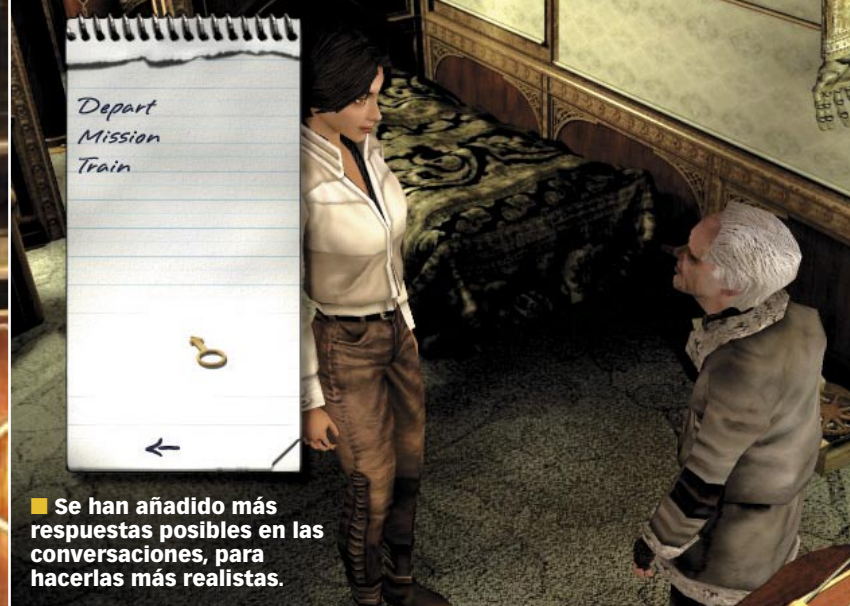 Depart
Mission
Train
Se han añadido más
respuestas posibles en las
conversaciones, para
hacerlas más realistas.